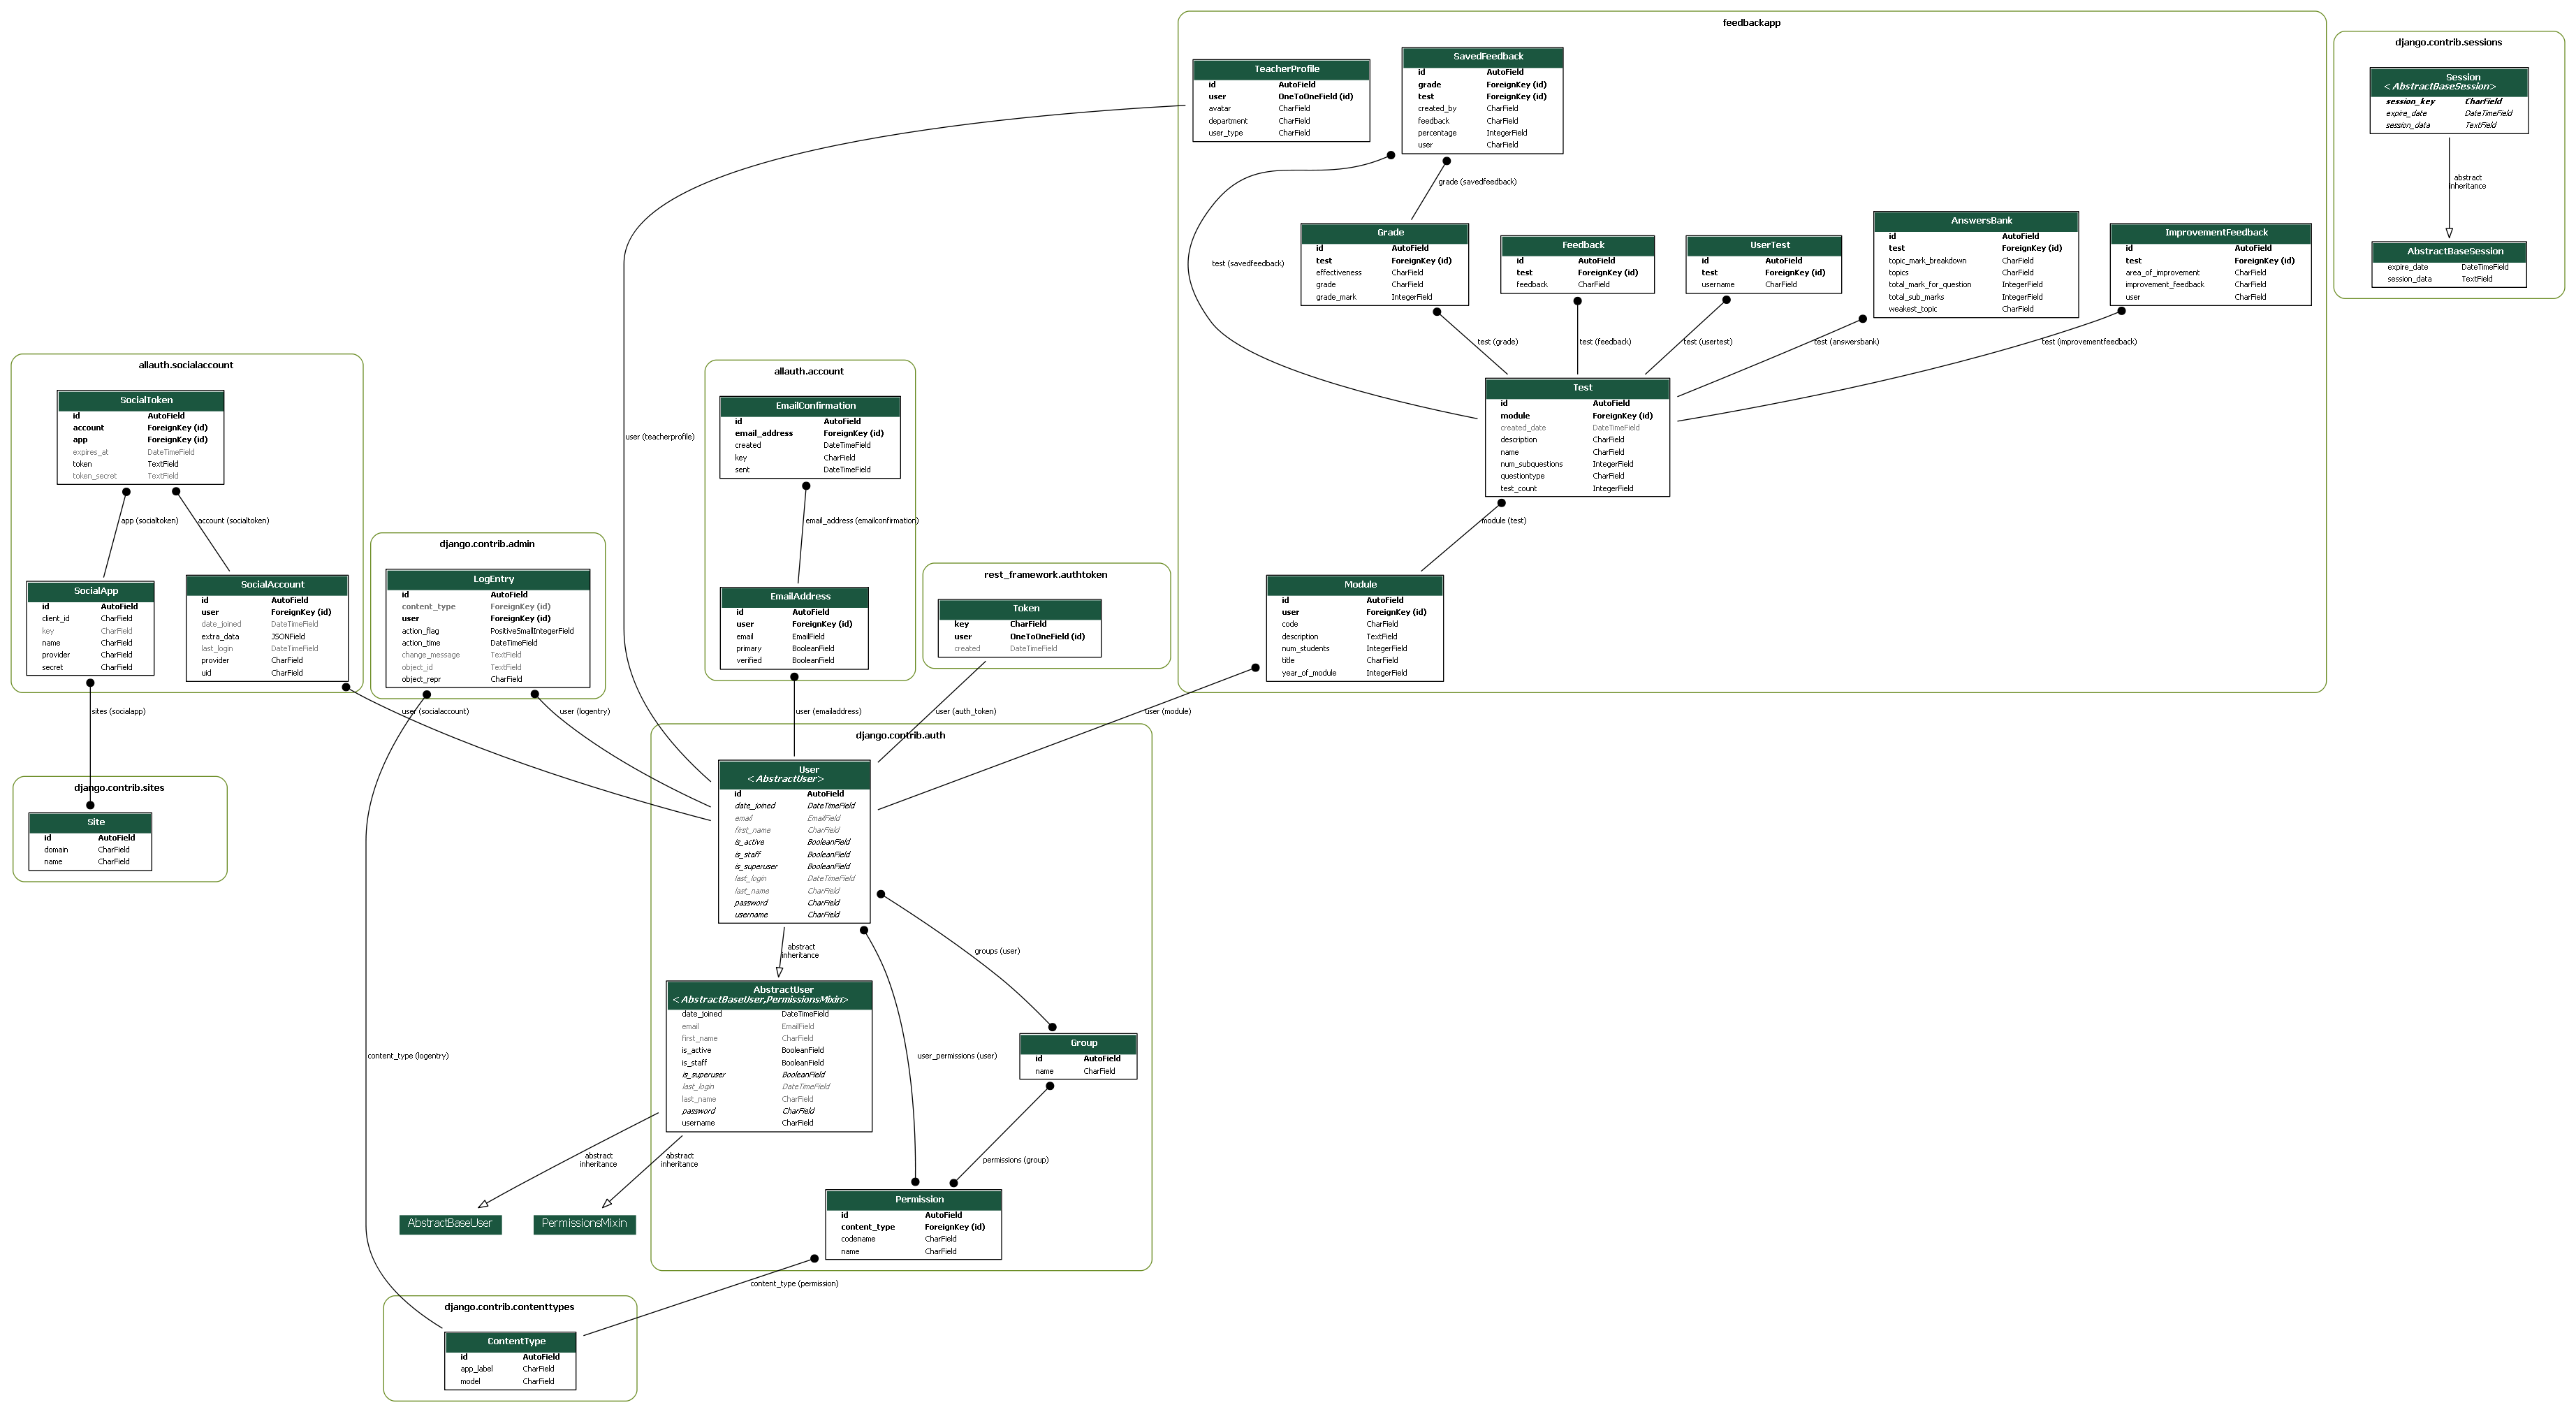 feedbackapp
TeacherProfile
id AutoField
user OneToOneField (id)
avatar CharField
department CharField
user_type CharField
SavedFeedback
id AutoField
grade ForeignKey (id)
test ForeignKey (id)
created_by CharField
feedback CharField
percentage IntegerField
user CharField
grade (savedfeedback)
test (savedfeedback)
Grade
id AutoField
test ForeignKey (id)
effectiveness CharField
grade CharField
grade_mark IntegerField
Feedback
id AutoField
test ForeignKey (id)
feedback CharField
UserTest
id AutoField
test ForeignKey (id)
username CharField
AnswersBank
id AutoField
test ForeignKey (id)
topic_mark_breakdown CharField
topics CharField
total_mark_for_question IntegerField
total_sub_marks IntegerField
weakest_topic CharField
ImprovementFeedback
id AutoField
test ForeignKey (id)
area_of_improvement CharField
improvement_feedback CharField
user CharField
test (grade)
test (feedback)
test (usertest)
test (answersbank)
test (improvementfeedback)
Test
id AutoField
module ForeignKey (id)
created_date DateTimeField
description CharField
name CharField
num_subquestions IntegerField
questiontype CharField
test_count IntegerField
module (test)
Module
id AutoField
user ForeignKey (id)
code CharField
description TextField
num_students IntegerField
title CharField
year_of_module IntegerField
user (module)
django.contrib.sessions
Session
<AbstractBaseSession>
session_key CharField
expire_date DateTimeField
session_data TextField
abstract
inheritance
AbstractBaseSession
expire_date DateTimeField
session_data TextField
allauth.socialaccount
SocialToken
id AutoField
account ForeignKey (id)
app ForeignKey (id)
expires_at DateTimeField
token TextField
token_secret TextField
app (socialtoken)
account (socialtoken)
SocialApp
id AutoField
client_id CharField
key CharField
name CharField
provider CharField
secret CharField
SocialAccount
id AutoField
user ForeignKey (id)
date_joined DateTimeField
extra_data JSONField
last_login DateTimeField
provider CharField
uid CharField
sites (socialapp)
user (socialaccount)
django.contrib.admin
LogEntry
id AutoField
content_type ForeignKey (id)
user ForeignKey (id)
action_flag PositiveSmallIntegerField
action_time DateTimeField
change_message TextField
object_id TextField
object_repr CharField
user (logentry)
content_type (logentry)
user (teacherprofile)
allauth.account
EmailConfirmation
id AutoField
email_address ForeignKey (id)
created DateTimeField
key CharField
sent DateTimeField
email_address (emailconfirmation)
EmailAddress
id AutoField
user ForeignKey (id)
email EmailField
primary BooleanField
verified BooleanField
user (emailaddress)
rest_framework.authtoken
Token
key CharField
user OneToOneField (id)
created DateTimeField
user (auth_token)
django.contrib.sites
Site
id AutoField
domain CharField
name CharField
django.contrib.auth
User
<AbstractUser>
id AutoField
date_joined DateTimeField
email EmailField
first_name CharField
is_active BooleanField
is_staff BooleanField
is_superuser BooleanField
last_login DateTimeField
last_name CharField
password CharField
username CharField
abstract
inheritance
groups (user)
user_permissions (user)
AbstractUser
<AbstractBaseUser,PermissionsMixin>
date_joined DateTimeField
email EmailField
first_name CharField
is_active BooleanField
is_staff BooleanField
is_superuser BooleanField
last_login DateTimeField
last_name CharField
password CharField
username CharField
Group
id AutoField
name CharField
abstract
inheritance
abstract
inheritance
permissions (group)
AbstractBaseUser
PermissionsMixin
Permission
id AutoField
content_type ForeignKey (id)
codename CharField
name CharField
content_type (permission)
django.contrib.contenttypes
ContentType
id AutoField
app_label CharField
model CharField